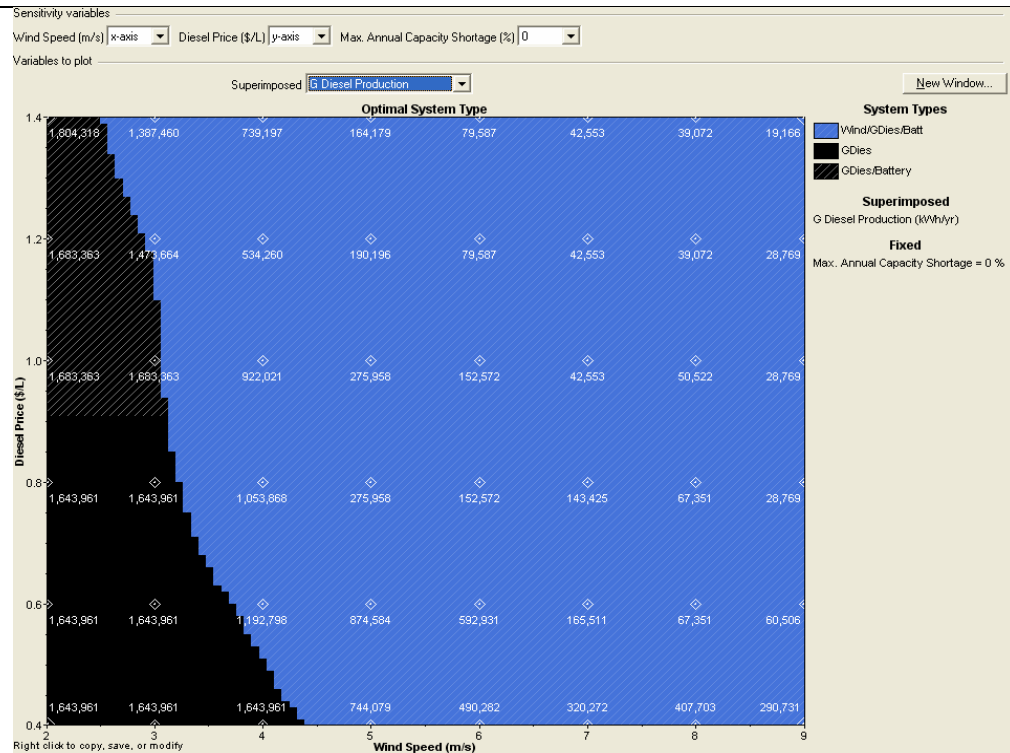 Sensitivity variables
Wind Speed (m/s) x-axis Diesel Price ($/L) y-axis Max. Annual Capacity Shortage (%) 0
Variables to plot
Superimposed G Diesel Production New Window...
Optimal System Type
System Types
Wind/GDies/Batt
GDies
GDies/Battery
Superimposed
G Diesel Production (kWh/yr)
Fixed
Max. Annual Capacity Shortage = 0 %
Diesel Price ($/L)
1.4
1,804,318 1,387,460 739,197 164,179 79,587 42,553 39,072 19,166
1.2
1,683,363 1,473,664 534,260 190,196 79,587 42,553 39,072 28,769
1.0
1,683,363 1,683,363 922,021 275,958 152,572 42,553 50,522 28,769
0.8
1,643,961 1,643,961 1,053,868 275,958 152,572 143,425 67,351 28,769
0.6
1,643,961 1,643,961 1,192,798 874,584 592,931 165,511 67,351 60,506
1,643,961 1,643,961 1,643,961 744,079 490,282 320,272 407,703 290,731
0.4
2 3 4 5 6 7 8 9
Wind Speed (m/s)
Right click to copy, save, or modify